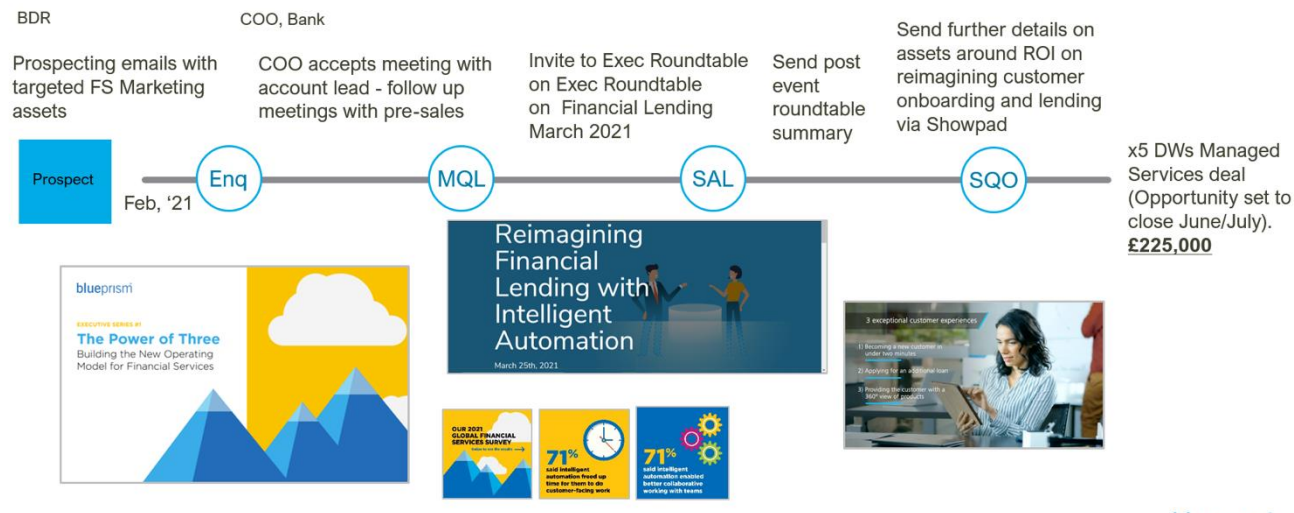 BDR
COO, Bank
Prospecting emails with
targeted FS Marketing
assets
COO accepts meeting with
account lead - follow up
meetings with pre-sales
Invite to Exec Roundtable
on Exec Roundtable
on Financial Lending
March 2021
Send post
event
roundtable
summary
Send further details on
assets around ROI on
reimagining customer
onboarding and lending
via Showpad
Prospect
Feb, ‘21
Enq
MQL
SAL
SQO
x5 DWs Managed
Services deal
(Opportunity set to
close June/July).
£225,000
blueprism
EXECUTIVE SERIES #1
The Power of Three
Building the New Operating
Model for Financial Services
Reimagining
Financial
Lending with
Intelligent
Automation
March 25th, 2021
OUR 2021
GLOBAL FINANCIAL
SERVICES SURVEY
71%
said intelligent
automation freed up
time for them to do
customer-facing work
71%
said intelligent
automation enabled
better collaborative
working with teams
3 exceptional customer experiences
1) Becoming a new customer in
under two minutes
2) Applying for an additional loan
3) Providing the customer with a
360º view of products